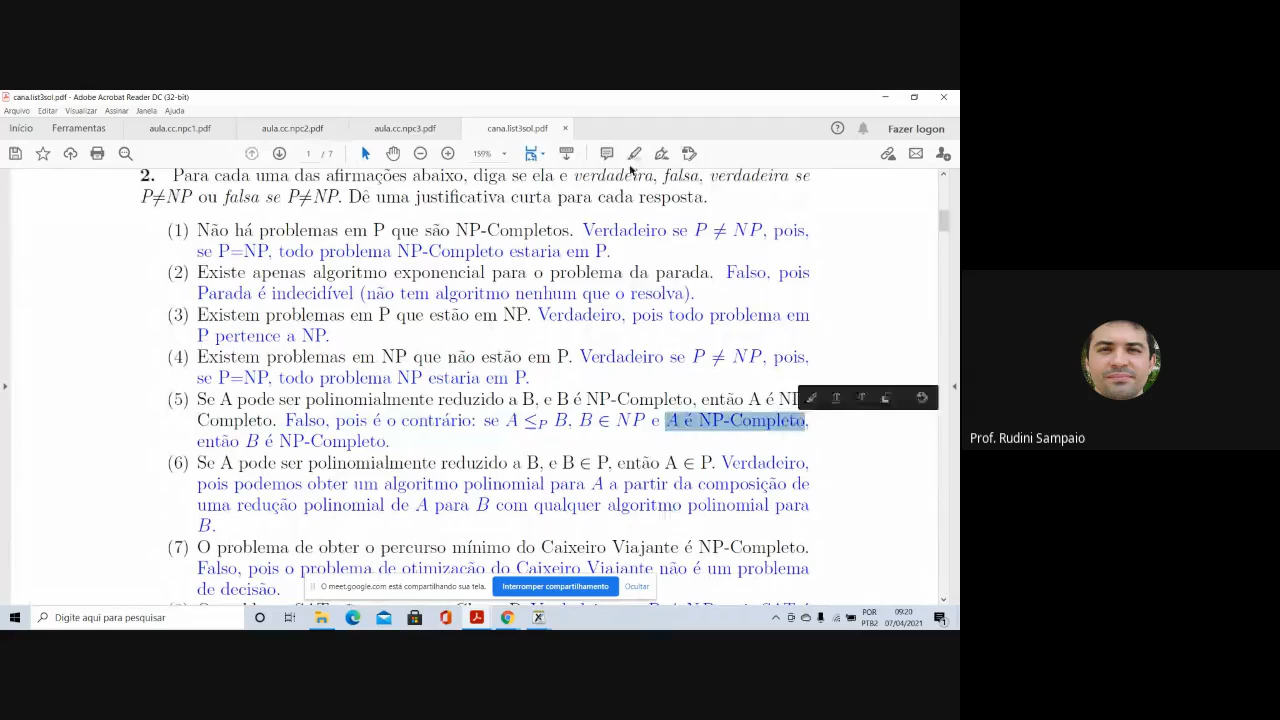 cana.list3sol.pdf - Adobe Acrobat Reader DC (32-bit)
Arquivo Editar Visualizar Assinar Janela Ajuda
Início Ferramentas aula.cc.npc1.pdf aula.cc.npc2.pdf aula.cc.npc3.pdf cana.list3sol.pdf × Fazer logon
1 / 7 159%
2. Para cada uma das afirmações abaixo, diga se ela e verdadeira, falsa, verdadeira se
P≠NP ou falsa se P≠NP. Dê uma justificativa curta para cada resposta.
(1) Não há problemas em P que são NP-Completos. Verdadeiro se P ≠ NP, pois,
se P=NP, todo problema NP-Completo estaria em P.
(2) Existe apenas algoritmo exponencial para o problema da parada. Falso, pois
Parada é indecidível (não tem algoritmo nenhum que o resolva).
(3) Existem problemas em P que estão em NP. Verdadeiro, pois todo problema em
P pertence a NP.
(4) Existem problemas em NP que não estão em P. Verdadeiro se P ≠ NP, pois,
se P=NP, todo problema NP estaria em P.
(5) Se A pode ser polinomialmente reduzido a B, e B é NP-Completo, então A é
Completo. Falso, pois é o contrário: se A ≤P B, B ∈ NP e A é NP-Completo,
então B é NP-Completo.
(6) Se A pode ser polinomialmente reduzido a B, e B ∈ P, então A ∈ P. Verdadeiro,
pois podemos obter um algoritmo polinomial para A a partir da composição de
uma redução polinomial de A para B com qualquer algoritmo polinomial para
B.
(7) O problema de obter o percurso mínimo do Caixeiro Viajante é NP-Completo.
Falso, pois o problema de otimização do Caixeiro Viajante não é um problema
de decisão.
O meet.google.com está compartilhando sua tela. Interromper compartilhamento Ocultar
Digite aqui para pesquisar
POR
PTB2
09:20
07/04/2021
Prof. Rudini Sampaio